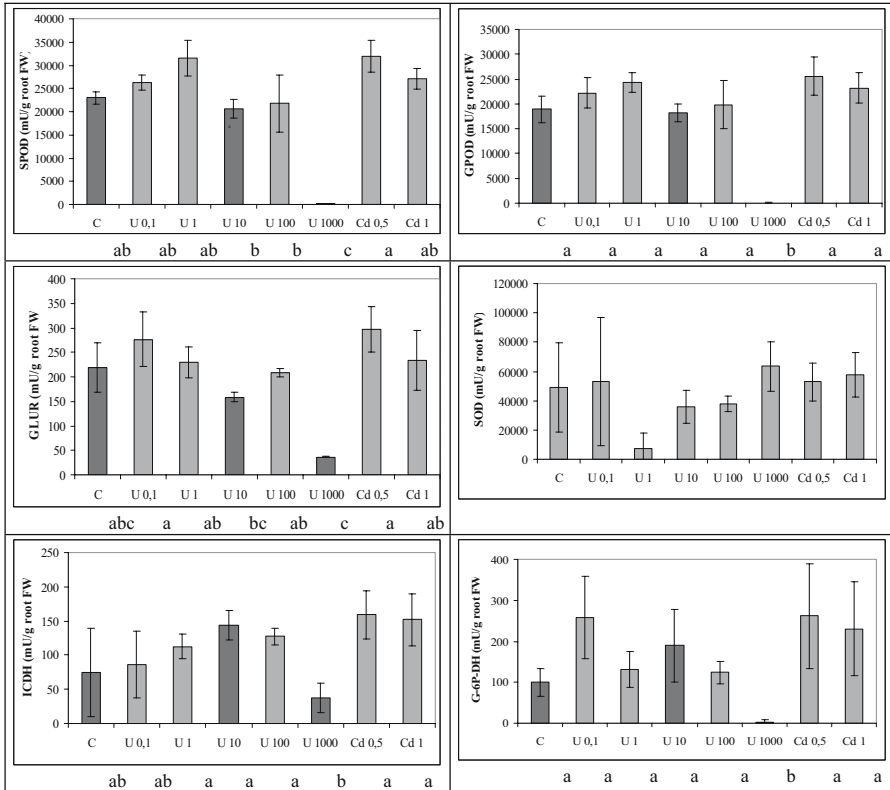 40000
35000
30000
25000
20000
15000
10000
5000
0
SPOD (mU/g root FW)
C U 0,1 U 1 U 10 U 100 U 1000 Cd 0,5 Cd 1
ab ab ab b b c a ab
35000
30000
25000
20000
15000
10000
5000
0
GPOD (mU/g root FW)
C U 0,1 U 1 U 10 U 100 U 1000 Cd 0,5 Cd 1
a a a a a b a a
400
350
300
250
200
150
100
50
0
GLUR (mU/g root FW
C U 0,1 U 1 U 10 U 100 U 1000 Cd 0,5 Cd 1
abc a ab bc ab c a ab
120000
100000
80000
60000
40000
20000
0
SOD (mU/g root FW)
C U 0,1 U 1 U 10 U 100 U 1000 Cd 0,5 Cd 1
250
200
150
100
50
0
ICDH (mU/g root FW
C U 0,1 U 1 U 10 U 100 U 1000 Cd 0,5 Cd 1
ab ab a a a b a a
400
300
200
100
0
G-6P-DH (mU/g root FW
C U 0,1 U 1 U 10 U 100 U 1000 Cd 0,5 Cd 1
a a a a a b a a